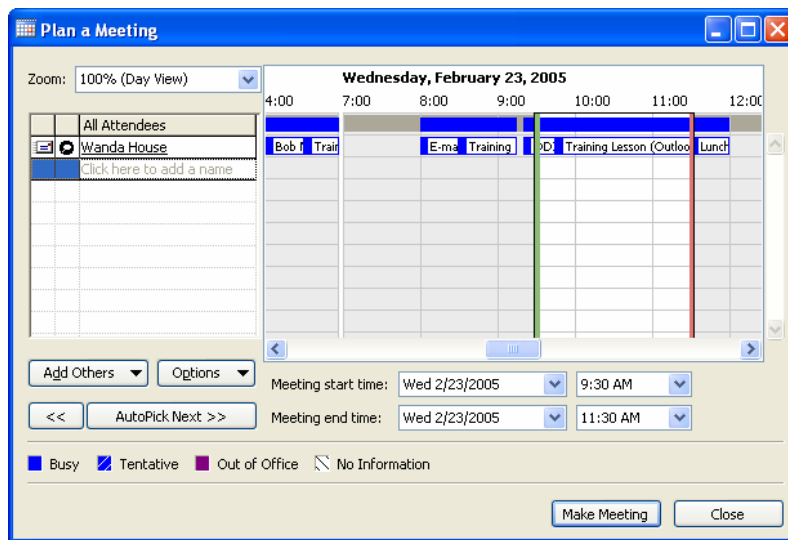 Plan a Meeting
Zoom: 100% (Day View)
Wednesday, February 23, 2005
4:00 7:00 8:00 9:00 10:00 11:00 12:00
All Attendees
Wanda House Bob Train E-ma Training Training Lesson (Outloo Lunch
Click here to add a name
Add Others Options
Meeting start time: Wed 2/23/2005 9:30 AM
<< AutoPick Next >> Meeting end time: Wed 2/23/2005 11:30 AM
Busy Tentative Out of Office No Information
Make Meeting Close